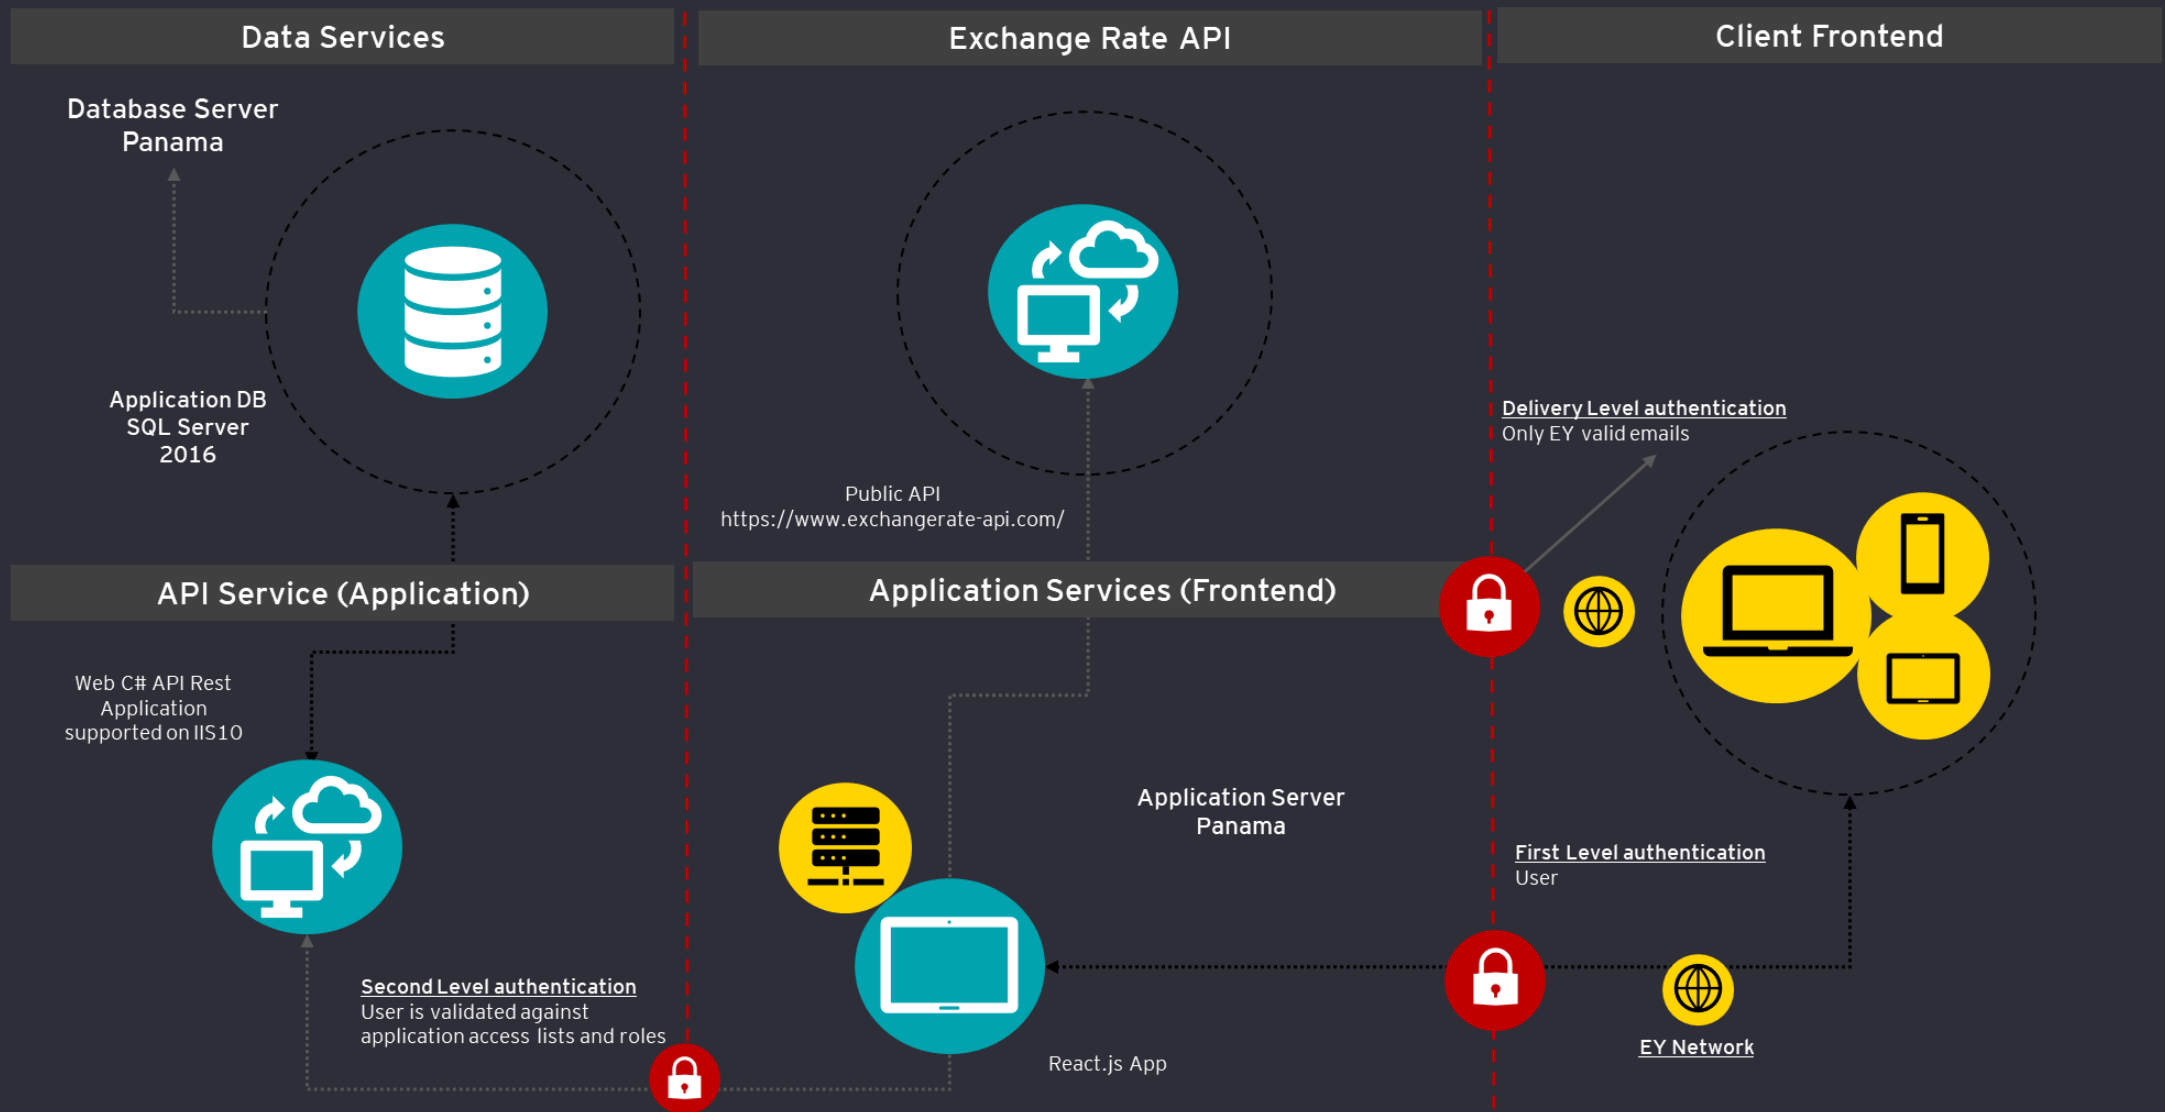 Data Services
Exchange Rate API
Client Frontend
Database Server
Panama
Application DB
SQL Server
2016
Public API
https://www.exchangerate-api.com/
Delivery Level authentication
Only EY valid emails
API Service (Application)
Application Services (Frontend)
Web C# API Rest
Application
supported on IIS10
Application Server
Panama
First Level authentication
User
Second Level authentication
User is validated against
application access lists and roles
React.js App
EY Network